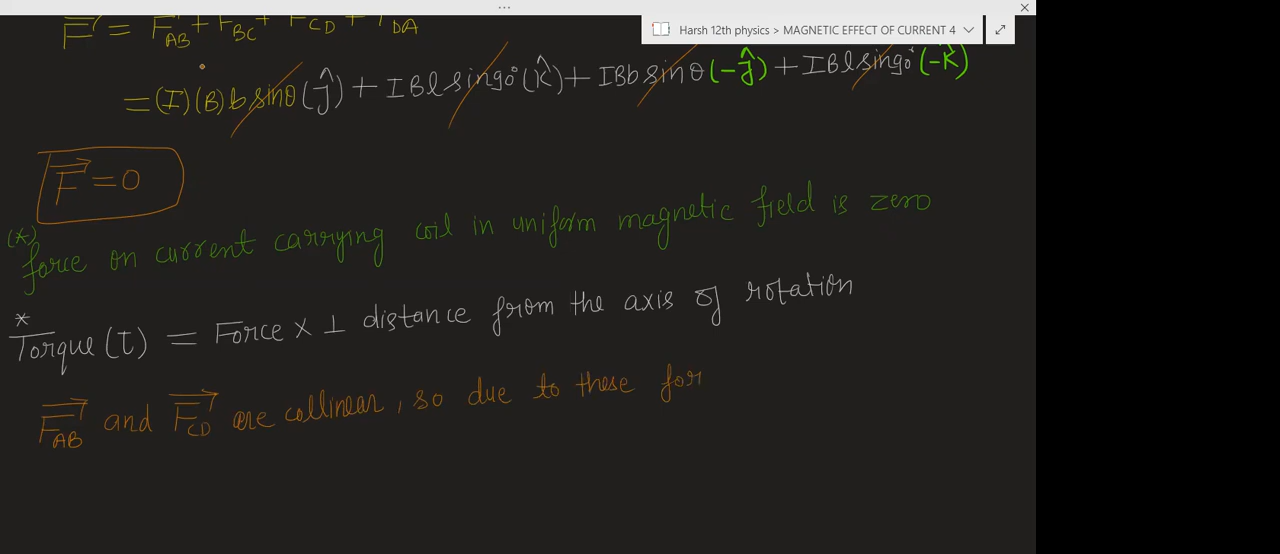 ...
Harsh 12th physics > MAGNETIC EFFECT OF CURRENT 4
F = F_AB + F_BC + F_CD + F_DA
= (I)(B) b sinθ (ĵ) + IBl sin90° (k̂) + IBb sinθ (-ĵ) + IBl sin90° (-k̂)
F = 0
(*)
force on current carrying coil in uniform magnetic field is zero
*
Torque (τ) = Force × ⊥ distance from the axis of rotation
F_AB and F_CD are collinear, so due to these for